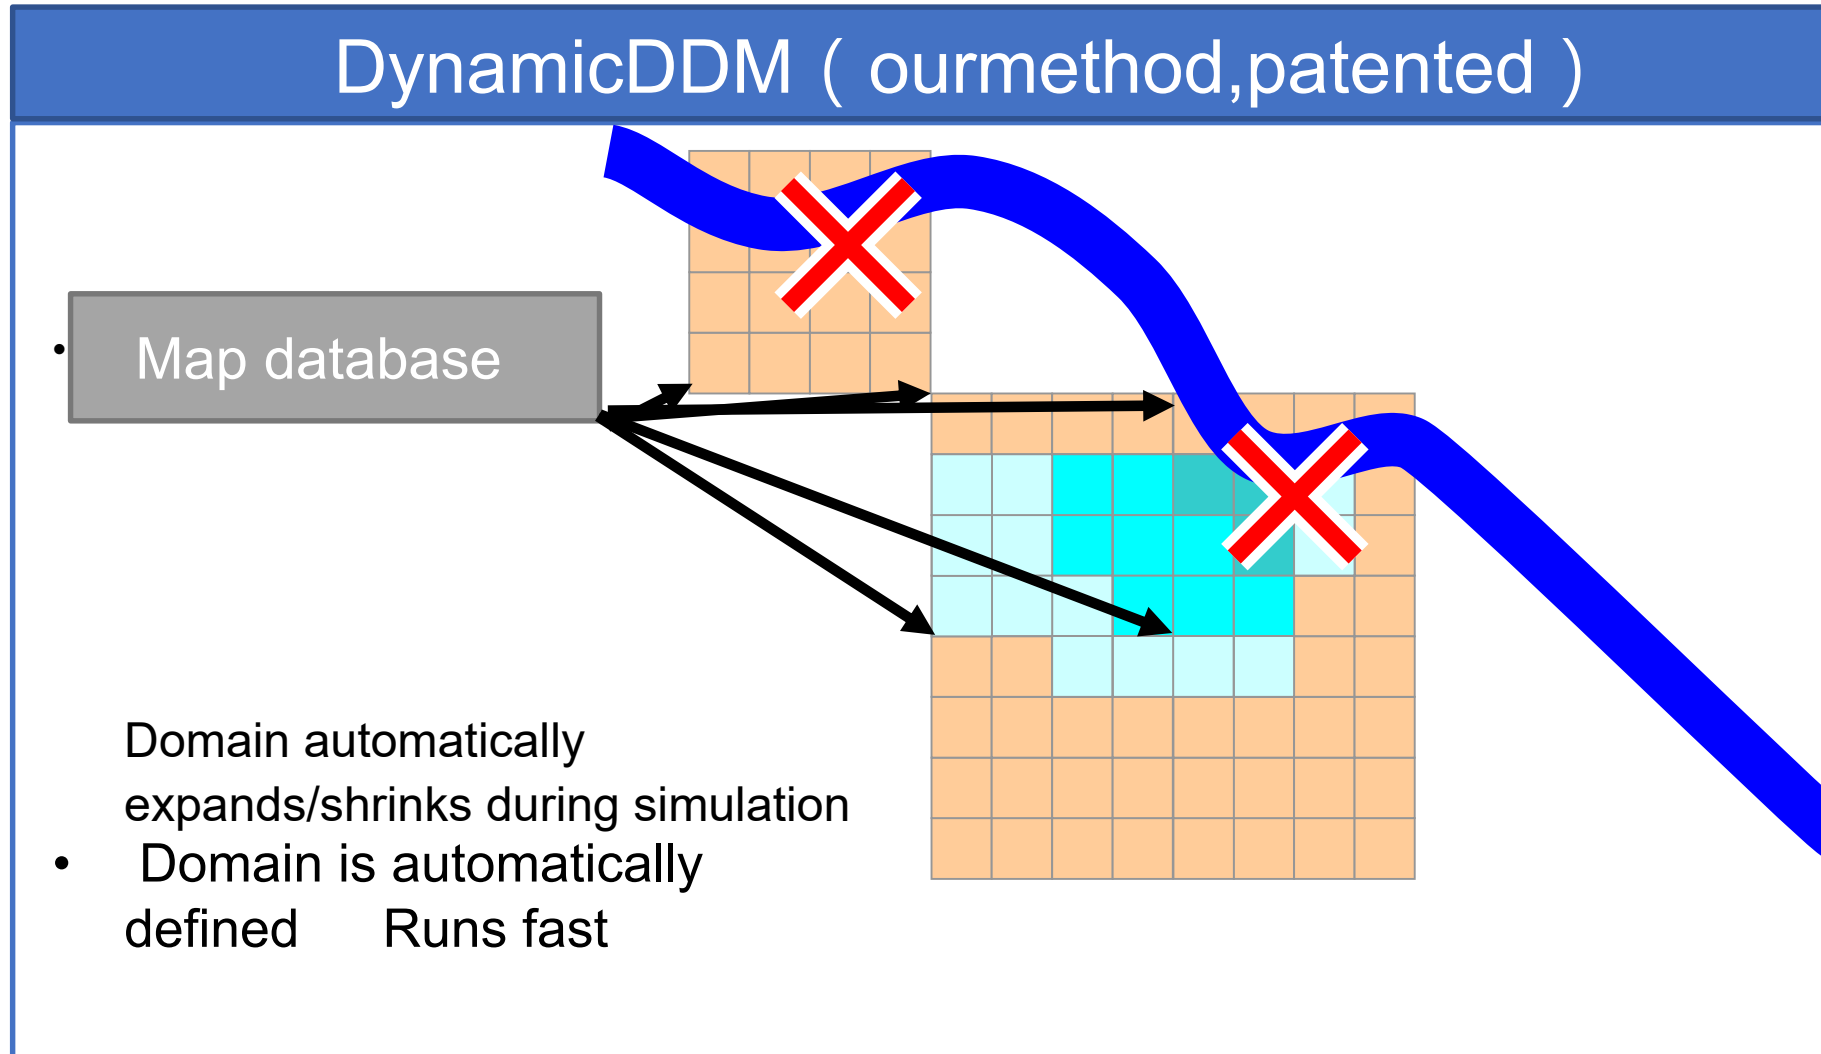 DynamicDDM（ourmethod,patented）
• Map database
Domain automatically
expands/shrinks during simulation
• Domain is automatically
defined Runs fast